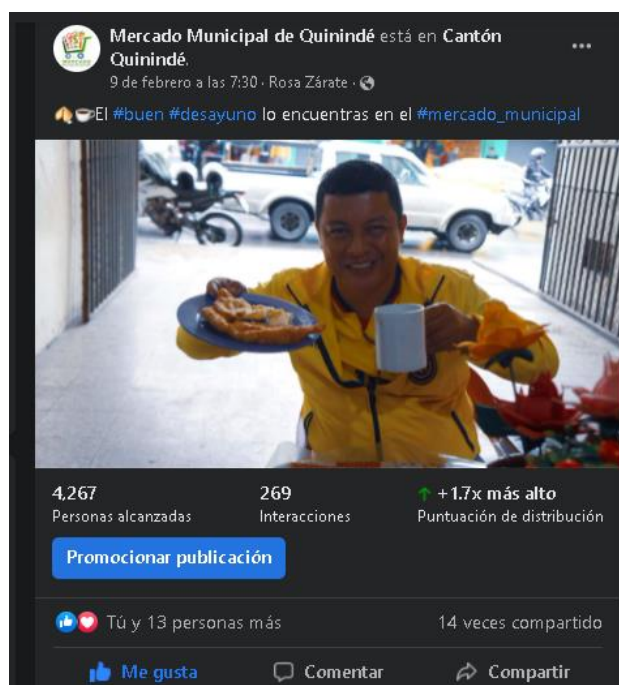 Mercado Municipal de Quinindé está en Cantón
Quinindé.
9 de febrero a las 7:30 · Rosa Zárate ·
El #buen #desayuno lo encuentras en el #mercado_municipal
4,267 269 +1.7x más alto
Personas alcanzadas Interacciones Puntuación de distribución
Promocionar publicación
Tú y 13 personas más 14 veces compartido
Me gusta Comentar Compartir